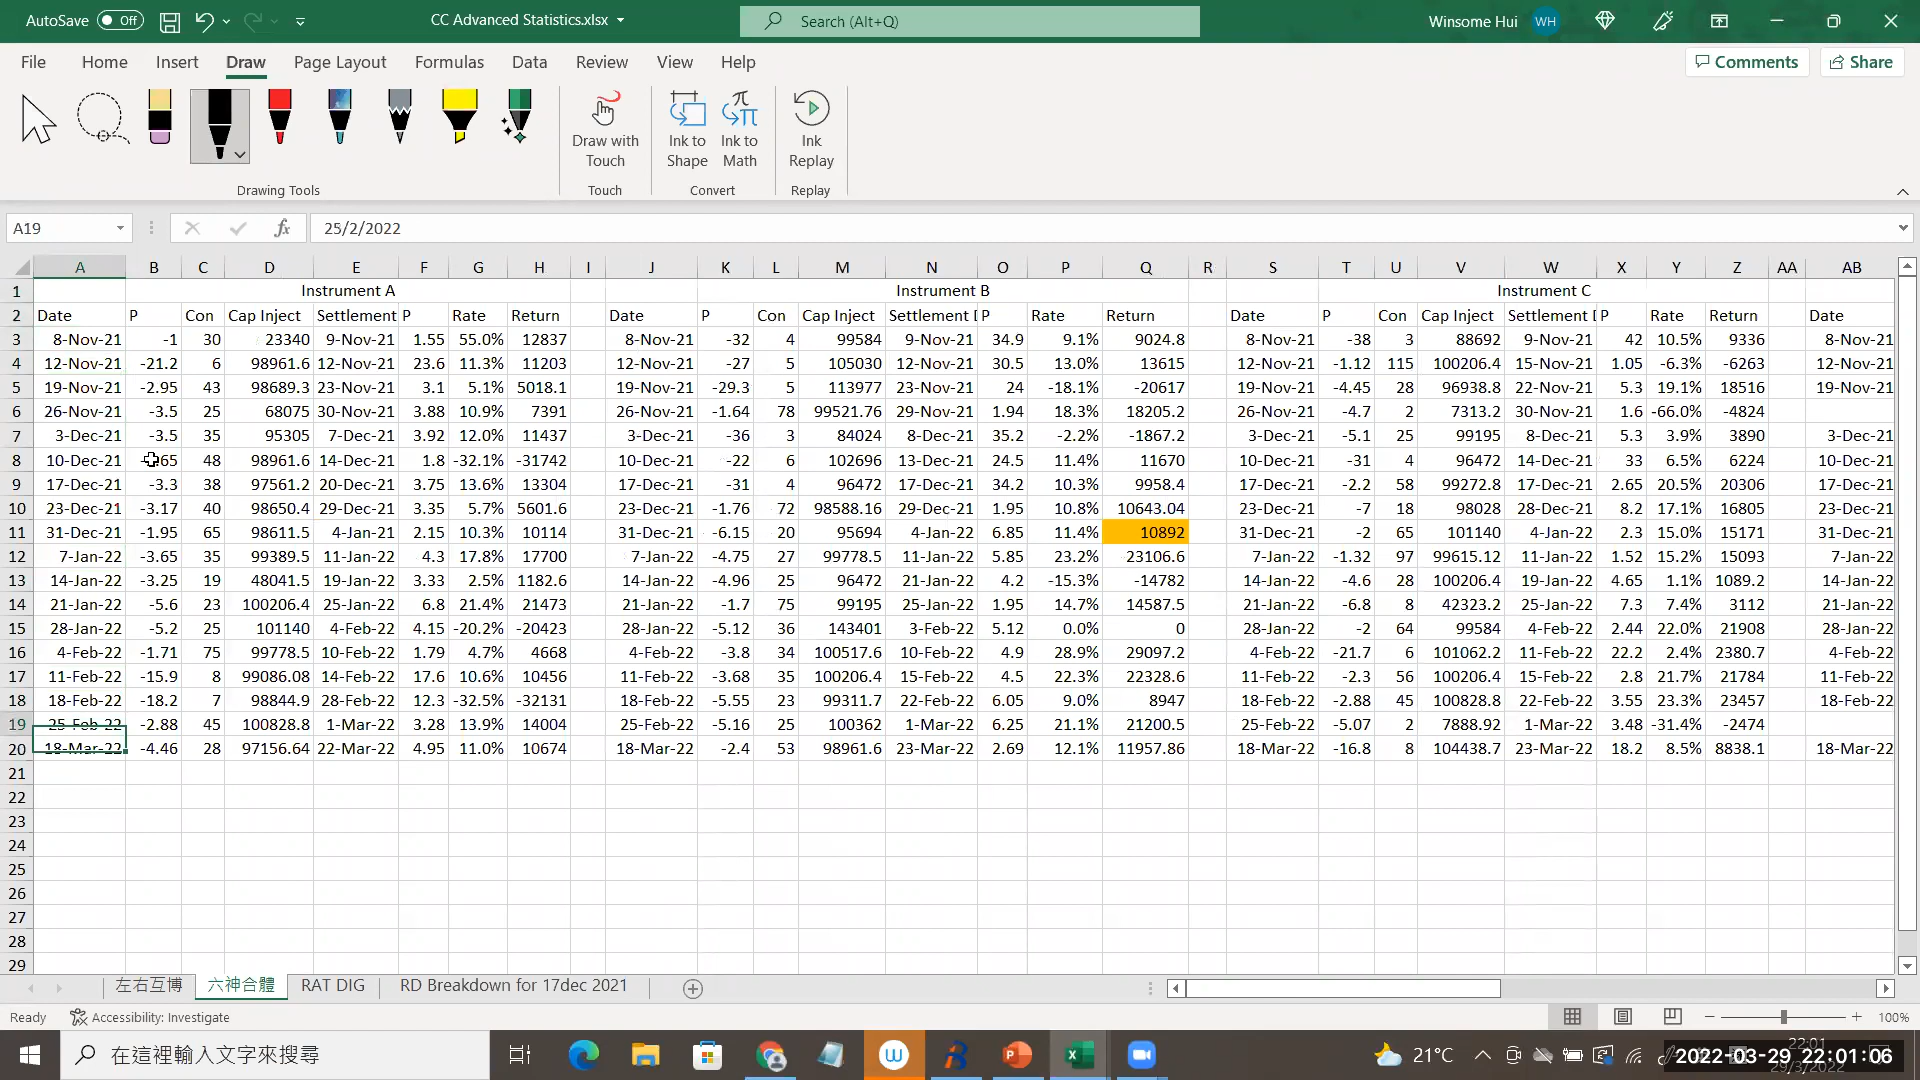 AutoSave Off CC Advanced Statistics.xlsx Search (Alt+Q) Winsome Hui WH
File Home Insert Draw Page Layout Formulas Data Review View Help Comments Share
Draw with Touch Ink to Shape Ink to Math Ink Replay
Drawing Tools Touch Convert Replay
A19 fx 25/2/2022
A B C D E F G H I J K L M N O P Q R S T U V W X Y Z AA AB
1 Instrument A Instrument B Instrument C
2 Date P Con Cap Inject Settlement P Rate Return Date P Con Cap Inject Settlement D P Rate Return Date P Con Cap Inject Settlement D P Rate Return Date
3 8-Nov-21 -1 30 23340 9-Nov-21 1.55 55.0% 12837 8-Nov-21 -32 4 99584 9-Nov-21 34.9 9.1% 9024.8 8-Nov-21 -38 3 88692 9-Nov-21 42 10.5% 9336 8-Nov-21
4 12-Nov-21 -21.2 6 98961.6 12-Nov-21 23.6 11.3% 11203 12-Nov-21 -27 5 105030 12-Nov-21 30.5 13.0% 13615 12-Nov-21 -1.12 115 100206.4 12-Nov-21 1.05 -6.3% -6263 12-Nov-21
5 19-Nov-21 -2.95 43 98689.3 23-Nov-21 3.1 5.1% 5018.1 19-Nov-21 -29.3 5 113977 23-Nov-21 24 -18.1% -20617 19-Nov-21 -4.45 28 96938.8 22-Nov-21 5.3 19.1% 18516 19-Nov-21
6 26-Nov-21 -3.5 25 68075 30-Nov-21 3.88 10.9% 7391 26-Nov-21 -1.64 78 99521.76 29-Nov-21 1.94 18.3% 18205.2 26-Nov-21 -4.7 2 7313.2 30-Nov-21 1.6 -66.0% -4824
7 3-Dec-21 -3.5 35 95305 7-Dec-21 3.92 12.0% 11437 3-Dec-21 -36 3 84024 8-Dec-21 35.2 -2.2% -1867.2 3-Dec-21 -5.1 25 99195 8-Dec-21 5.3 3.9% 3890 3-Dec-21
8 10-Dec-21 65 48 98961.6 14-Dec-21 1.8 -32.1% -31742 10-Dec-21 -22 6 102696 13-Dec-21 24.5 11.4% 11670 10-Dec-21 -31 4 96472 14-Dec-21 33 6.5% 6224 10-Dec-21
9 17-Dec-21 -3.3 38 97561.2 20-Dec-21 3.75 13.6% 13304 17-Dec-21 -31 4 96472 17-Dec-21 34.2 10.3% 9958.4 17-Dec-21 -2.2 58 99272.8 17-Dec-21 2.65 20.5% 20306 17-Dec-21
10 23-Dec-21 -3.17 40 98650.4 29-Dec-21 3.35 5.7% 5601.6 23-Dec-21 -1.76 72 98588.16 29-Dec-21 1.95 10.8% 10643.04 23-Dec-21 -7 18 98028 28-Dec-21 8.2 17.1% 16805 23-Dec-21
11 31-Dec-21 -1.95 65 98611.5 4-Jan-22 2.15 10.3% 10114 31-Dec-21 -6.15 20 95694 4-Jan-22 6.85 11.4% 10892 31-Dec-21 -2 65 101140 4-Jan-22 2.3 15.0% 15171 31-Dec-21
12 7-Jan-22 -3.65 35 99389.5 11-Jan-22 4.3 17.8% 17700 7-Jan-22 -4.75 27 99778.5 11-Jan-22 5.85 23.2% 23106.6 7-Jan-22 -1.32 97 99615.12 11-Jan-22 1.52 15.2% 15093 7-Jan-22
13 14-Jan-22 -3.25 19 48041.5 19-Jan-22 3.33 2.5% 1182.6 14-Jan-22 -4.96 25 96472 21-Jan-22 4.2 -15.3% -14782 14-Jan-22 -4.6 28 100206.4 19-Jan-22 4.65 1.1% 1089.2 14-Jan-22
14 21-Jan-22 -5.6 23 100206.4 25-Jan-22 6.8 21.4% 21473 21-Jan-22 -1.7 75 99195 25-Jan-22 1.95 14.7% 14587.5 21-Jan-22 -6.8 8 42323.2 25-Jan-22 7.3 7.4% 3112 21-Jan-22
15 28-Jan-22 -5.2 25 101140 4-Feb-22 4.15 -20.2% -20423 28-Jan-22 -5.12 36 143401 3-Feb-22 5.12 0.0% 0 28-Jan-22 -2 64 99584 4-Feb-22 2.44 22.0% 21908 28-Jan-22
16 4-Feb-22 -1.71 75 99778.5 10-Feb-22 1.79 4.7% 4668 4-Feb-22 -3.8 34 100517.6 10-Feb-22 4.9 28.9% 29097.2 4-Feb-22 -21.7 6 101062.2 11-Feb-22 22.2 2.4% 2380.7 4-Feb-22
17 11-Feb-22 -15.9 8 99086.08 14-Feb-22 17.6 10.6% 10456 11-Feb-22 -3.68 35 100206.4 15-Feb-22 4.5 22.3% 22328.6 11-Feb-22 -2.3 56 100206.4 15-Feb-22 2.8 21.7% 21784 11-Feb-22
18 18-Feb-22 -18.2 7 98844.9 28-Feb-22 12.3 -32.5% -32131 18-Feb-22 -5.55 23 99311.7 22-Feb-22 6.05 9.0% 8947 18-Feb-22 -2.88 45 100828.8 22-Feb-22 3.55 23.3% 23457 18-Feb-22
19 25-Feb-22 -2.88 45 100828.8 1-Mar-22 3.28 13.9% 14004 25-Feb-22 -5.16 25 100362 1-Mar-22 6.25 21.1% 21200.5 25-Feb-22 -5.07 2 7888.92 1-Mar-22 3.48 -31.4% -2474
20 18-Mar-22 -4.46 28 97156.64 22-Mar-22 4.95 11.0% 10674 18-Mar-22 -2.4 53 98961.6 23-Mar-22 2.69 12.1% 11957.86 18-Mar-22 -16.8 8 104438.7 23-Mar-22 18.2 8.5% 8838.1 18-Mar-22
21
22
23
24
25
26
27
28
29
左右互博 六神合體 RAT DIG RD Breakdown for 17dec 2021
Ready Accessibility: Investigate 100%
在這裡輸入文字來搜尋 21°C 2022-03-29 22:01:06